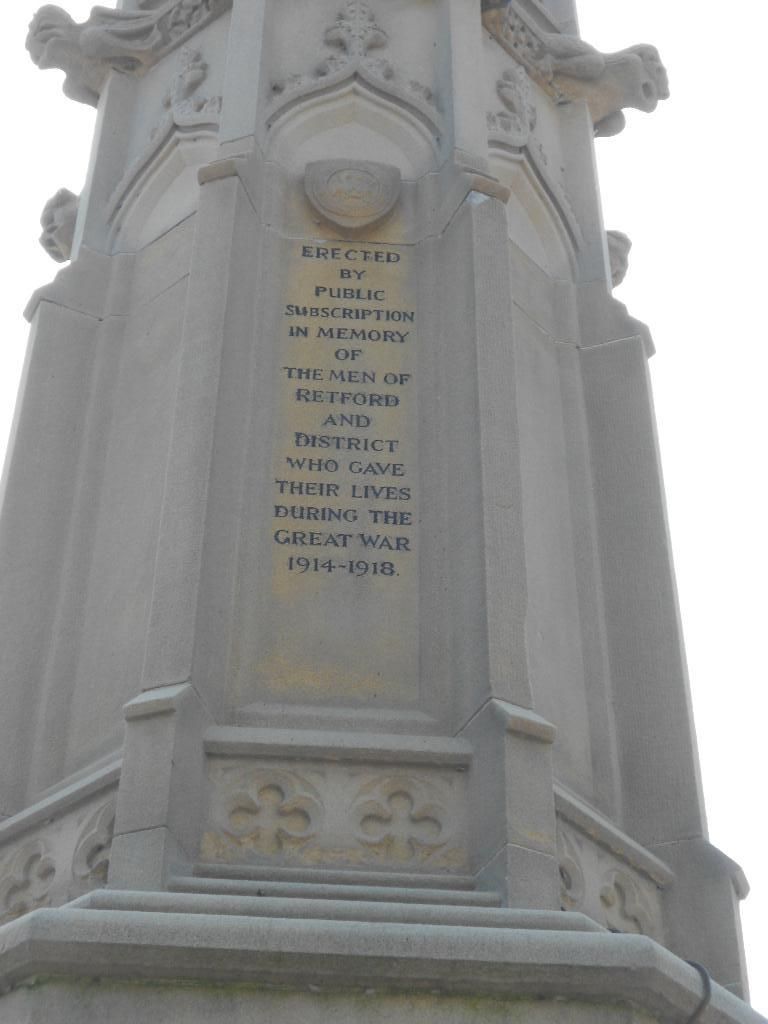 ERECTED
BY
PUBLIC
SUBSCRIPTION
IN MEMORY
OF
THE MEN OF
RETFORD
AND
DISTRICT
WHO GAVE
THEIR LIVES
DURING THE
GREAT WAR
1914-1918.